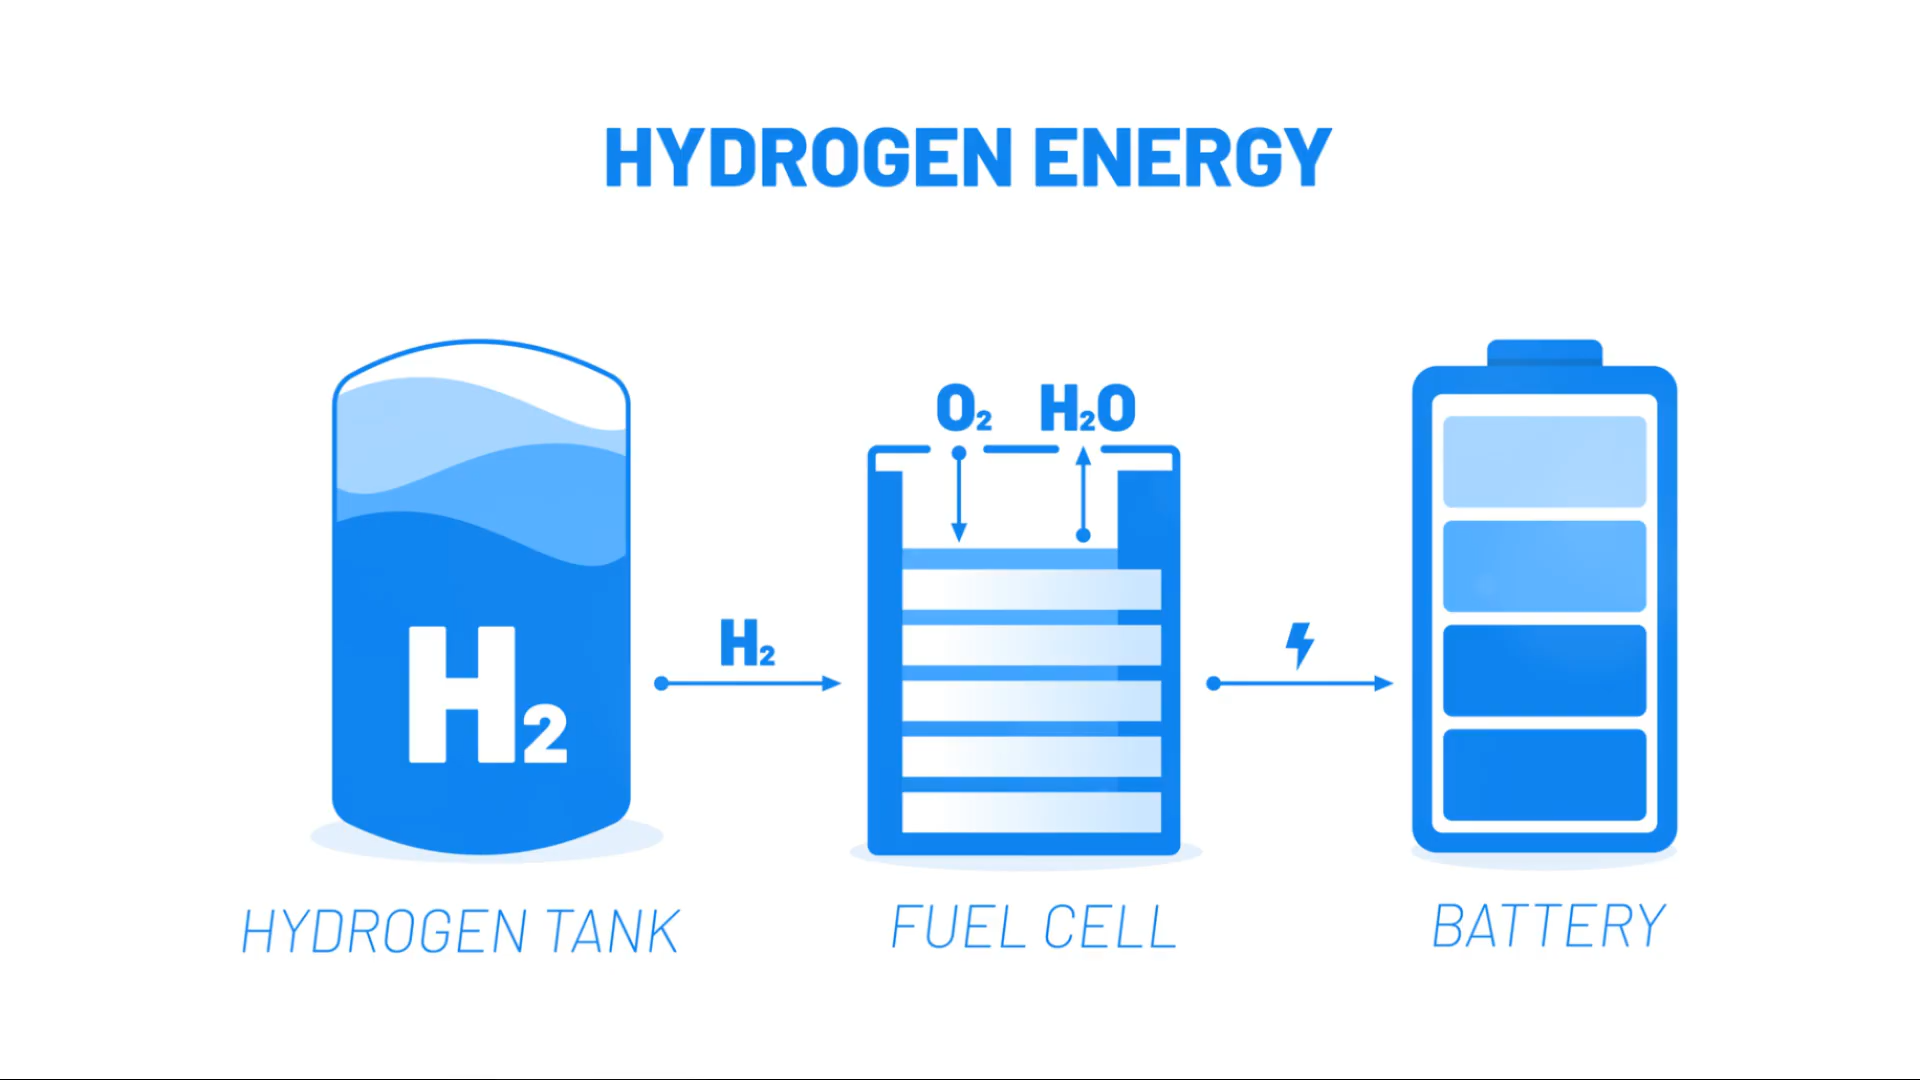 HYDROGEN ENERGY
O₂ H₂O
H₂
H₂
HYDROGEN TANK
FUEL CELL
BATTERY